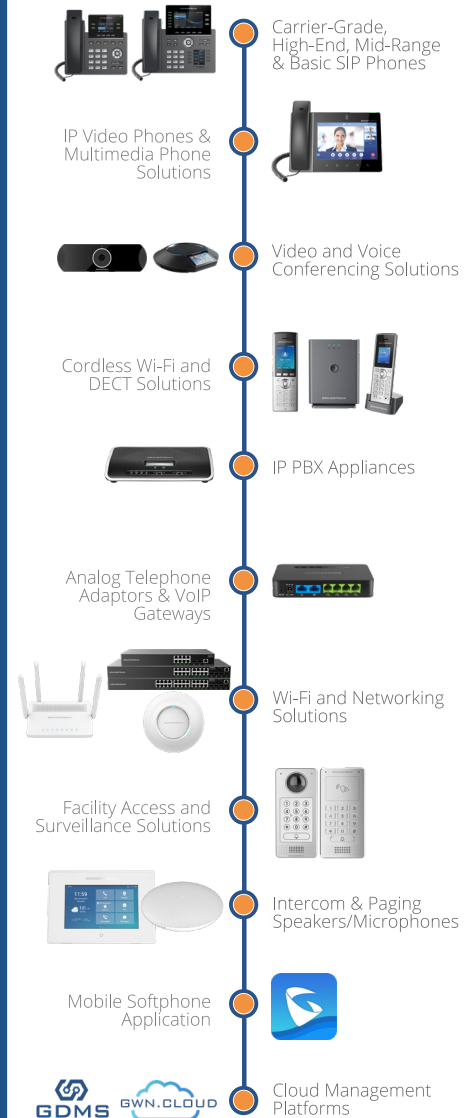 Carrier-Grade,
High-End, Mid-Range
& Basic SIP Phones
IP Video Phones &
Multimedia Phone
Solutions
Video and Voice
Conferencing Solutions
Cordless Wi-Fi and
DECT Solutions
IP PBX Appliances
Analog Telephone
Adaptors & VoIP
Gateways
Wi-Fi and Networking
Solutions
Facility Access and
Surveillance Solutions
11:59
Intercom & Paging
Speakers/Microphones
Mobile Softphone
Application
GDMS
GWN.CLOUD
Cloud Management
Platforms